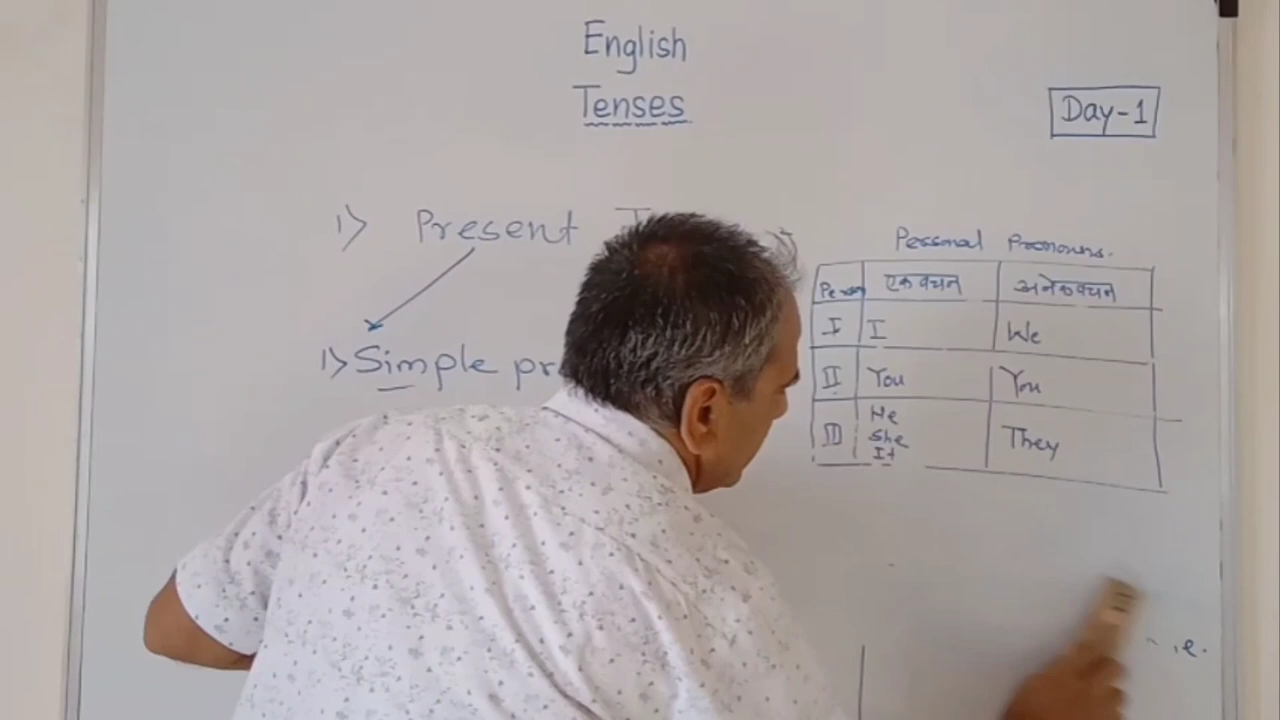 English
Tenses
Day-1
1) Present T
1) Simple pr
Personal Pronouns.
Person एकवचन अनेकवचन
I I We
II You You
III He They
She
It